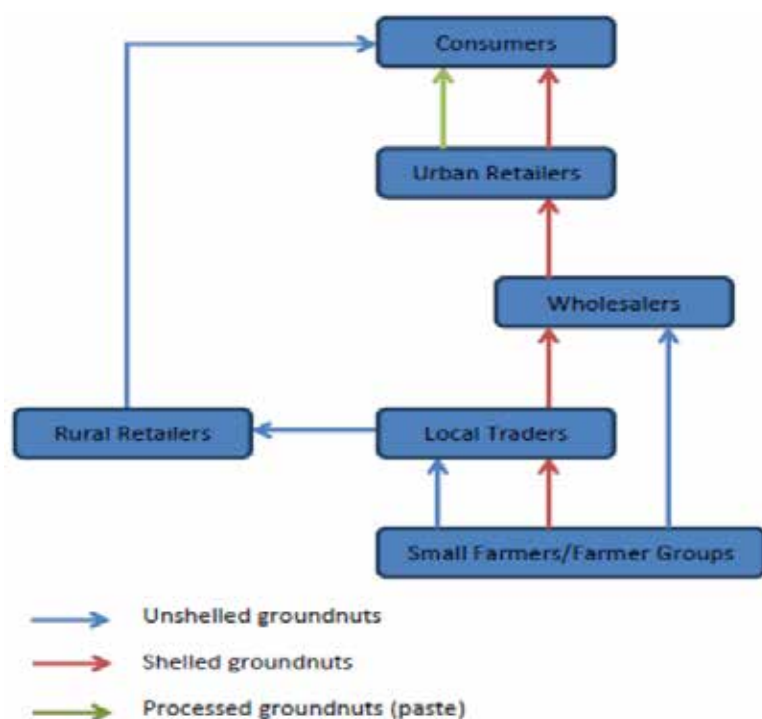 Consumers
Urban Retailers
Wholesalers
Rural Retailers
Local Traders
Small Farmers/Farmer Groups
Unshelled groundnuts
Shelled groundnuts
Processed groundnuts (paste)